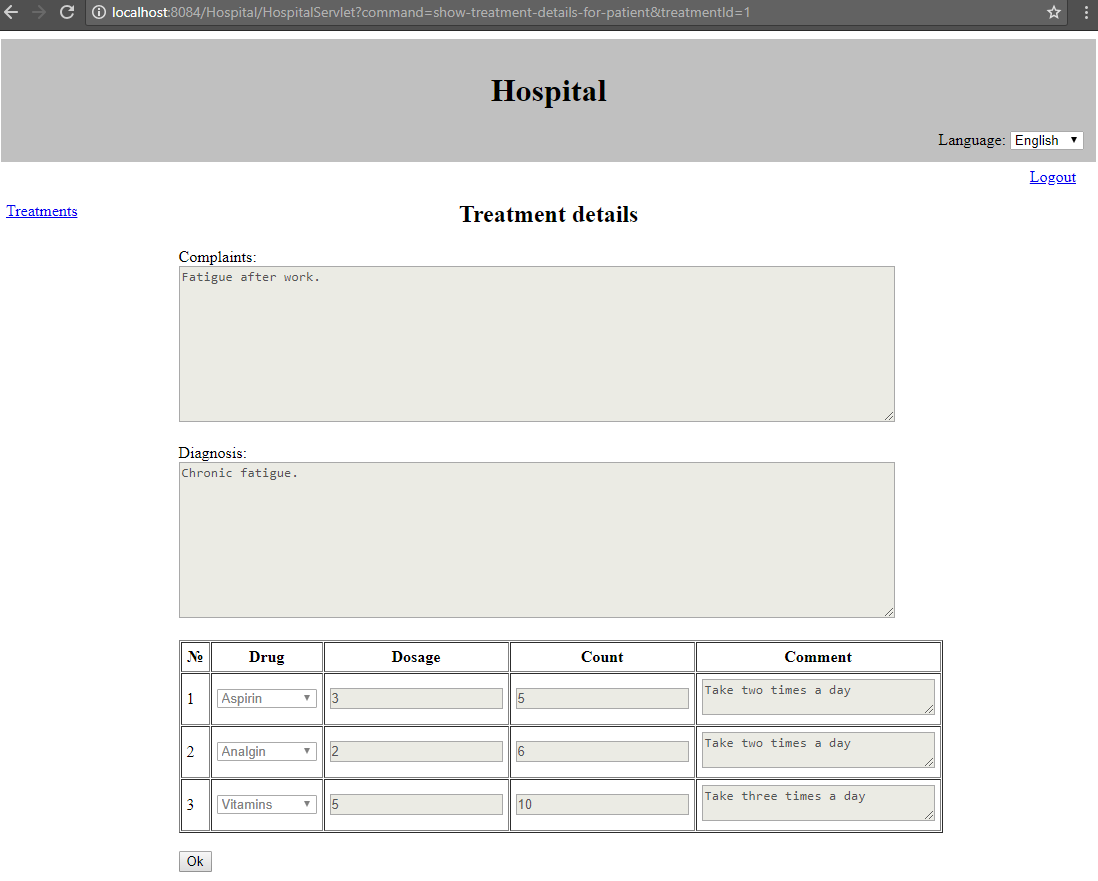 localhost:8084/Hospital/HospitalServlet?command=show-treatment-details-for-patient&treatmentId=1
Hospital
Language: English
Logout
Treatments
Treatment details
Complaints:
Fatigue after work.
Diagnosis:
Chronic fatigue.
№ Drug Dosage Count Comment
1 Aspirin 3 5 Take two times a day
2 Analgin 2 6 Take two times a day
3 Vitamins 5 10 Take three times a day
Ok